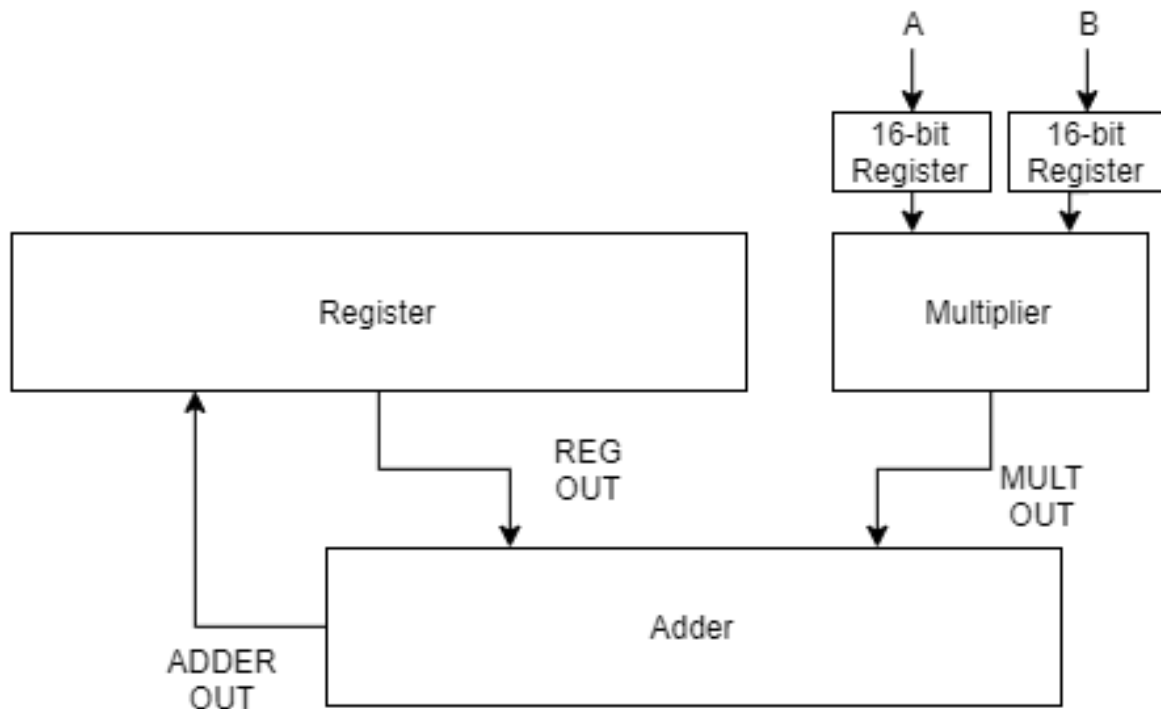 A
B
16-bit
Register
16-bit
Register
Register
Multiplier
REG
OUT
MULT
OUT
Adder
ADDER
OUT